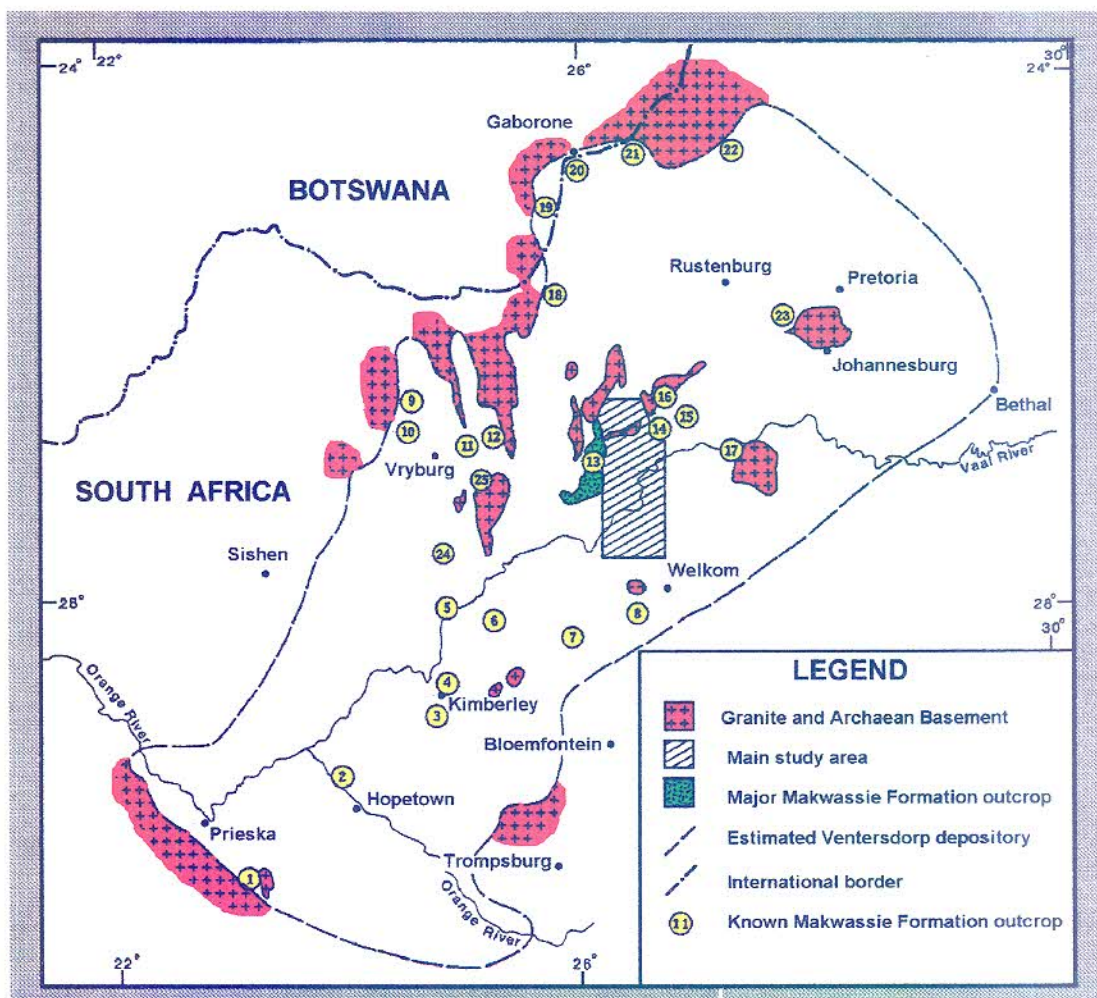 22°
26°
30°
24°
24°
Gaborone
21
22
20
BOTSWANA
19
Rustenburg
Pretoria
18
23
Johannesburg
Bethal
9
16
15
10
14
12
11
17
Vryburg
13
Vaal River
25
SOUTH AFRICA
24
Sishen
Welkom
28°
5
28°
6
8
30°
7
LEGEND
Orange River
4
Kimberley
3
Granite and Archaean Basement
Bloemfontein
Main study area
2
Major Makwassie Formation outcrop
Hopetown
Prieska
Estimated Ventersdorp depository
Trompsburg
1
International border
Orange River
11 Known Makwassie Formation outcrop
22°
26°